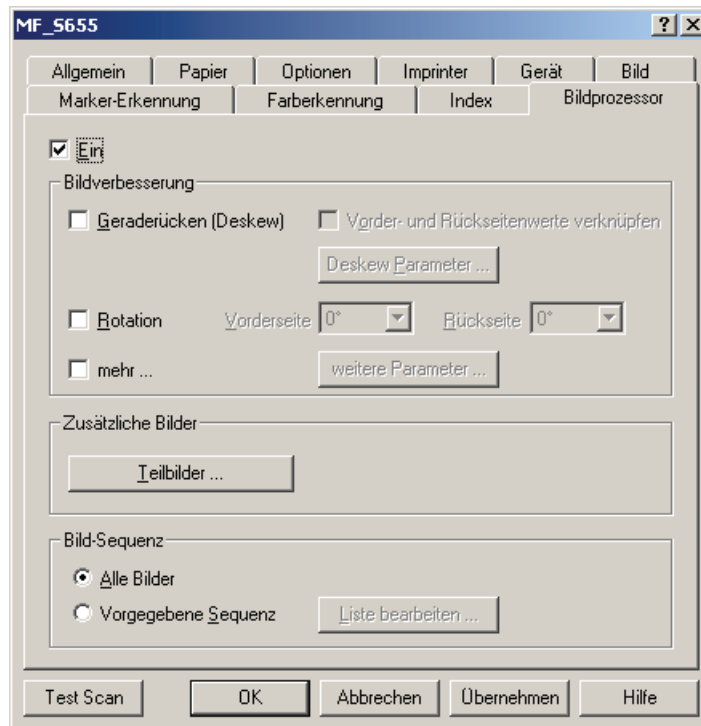 MF_S655
Allgemein Papier Optionen Imprinter Gerät Bild
Marker-Erkennung Farberkennung Index Bildprozessor
Ein
Bildverbesserung
Geraderücken (Deskew) Vorder- und Rückseitenwerte verknüpfen
Deskew Parameter ...
Rotation Vorderseite 0° Rückseite 0°
mehr ... weitere Parameter ...
Zusätzliche Bilder
Teilbilder ...
Bild-Sequenz
Alle Bilder
Vorgegebene Sequenz Liste bearbeiten ...
Test Scan OK Abbrechen Übernehmen Hilfe